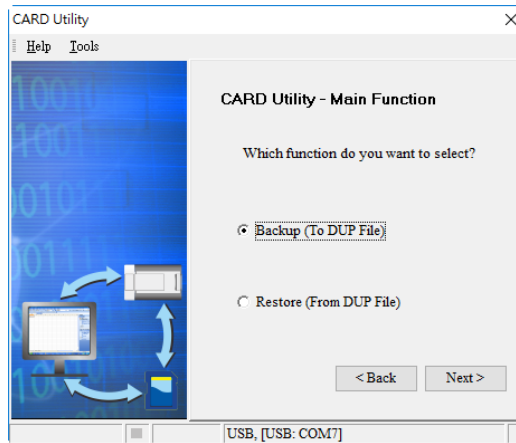 CARD Utility
Help Tools
CARD Utility - Main Function
Which function do you want to select?
Backup (To DUP File)
Restore (From DUP File)
< Back Next >
USB, [USB: COM7]